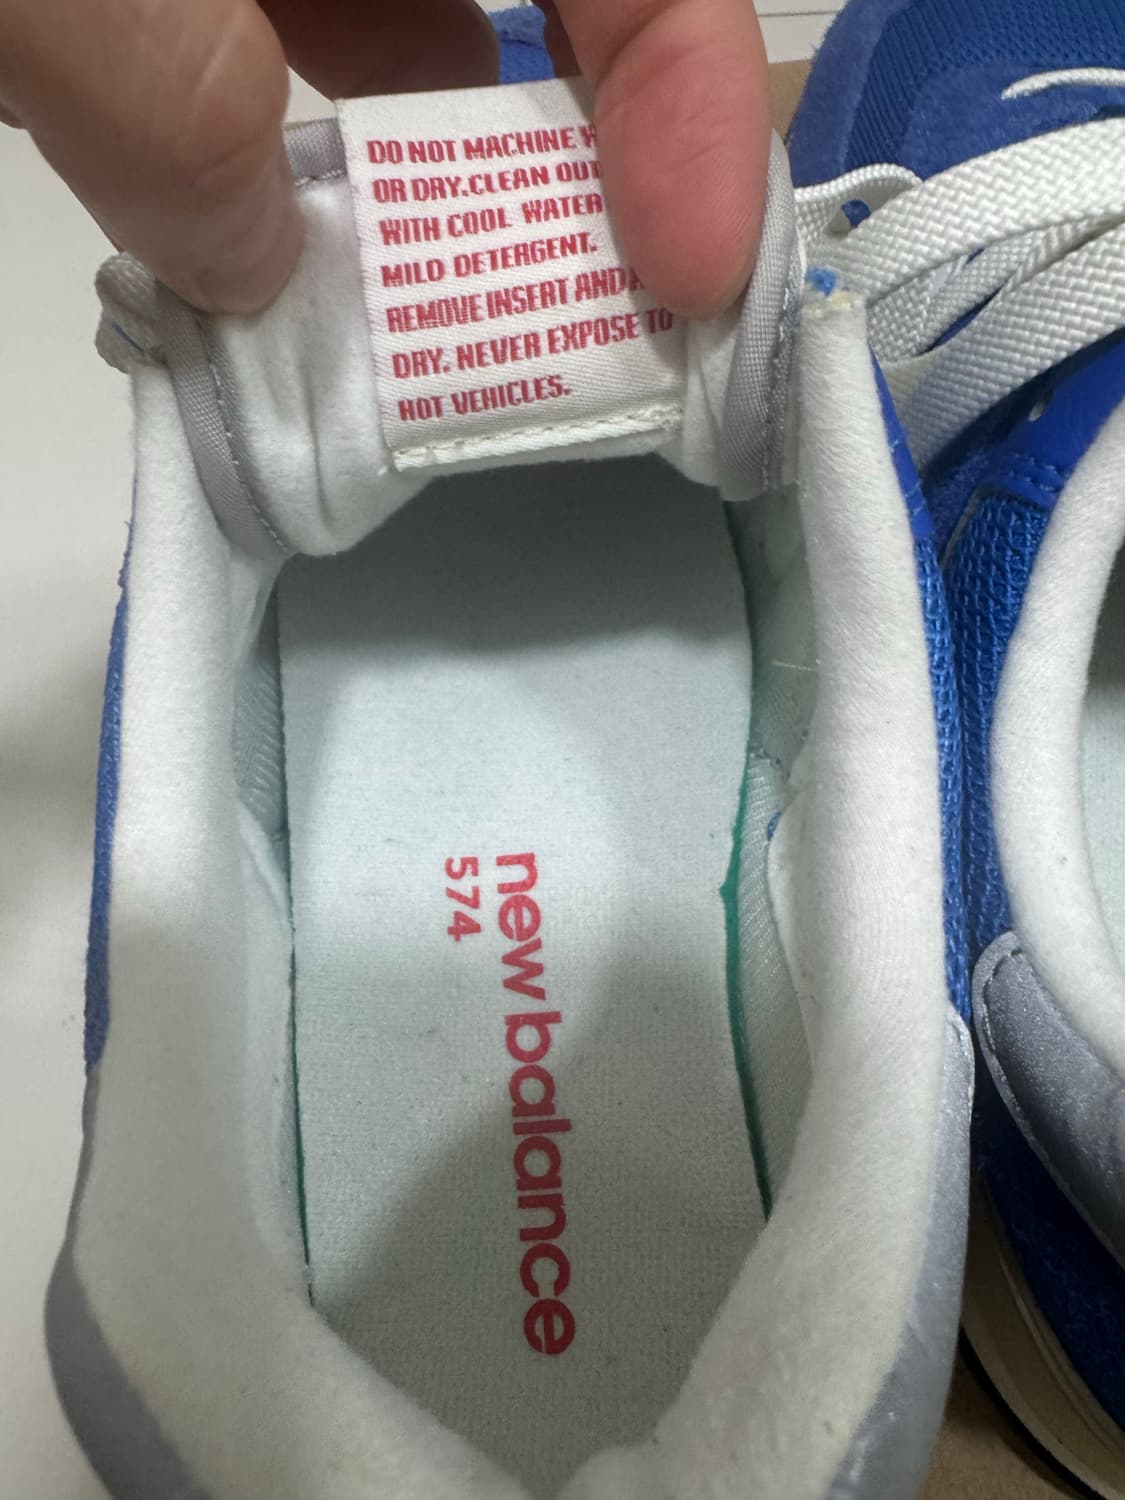 DO NOT MACHINE
OR DRY.CLEAN OUT
WITH COOL WATER
MILD DETERGENT.
REMOVE INSERT AND
DRY. NEVER EXPOSE TO
HOT VEHICLES.
new balance
574